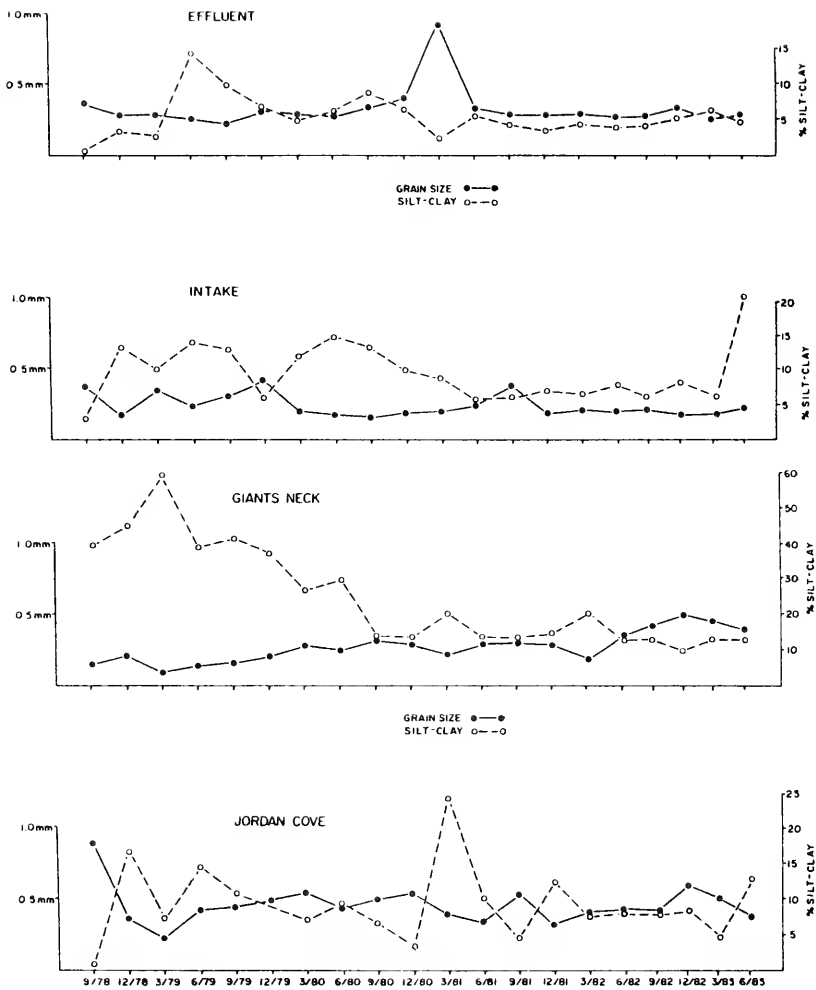 EFFLUENT
1.0mm
0.5mm
15
10
5
% SILT-CLAY
GRAIN SIZE
SILT-CLAY
INTAKE
1.0mm
0.5mm
20
15
10
5
% SILT-CLAY
GIANTS NECK
1.0mm
0.5mm
60
50
40
30
20
10
% SILT-CLAY
GRAIN SIZE
SILT-CLAY
JORDAN COVE
1.0mm
0.5mm
25
20
15
10
5
% SILT-CLAY
9/78 12/78 3/79 6/79 9/79 12/79 3/80 6/80 9/80 12/80 3/81 6/81 9/81 12/81 3/82 6/82 9/82 12/82 3/83 6/83